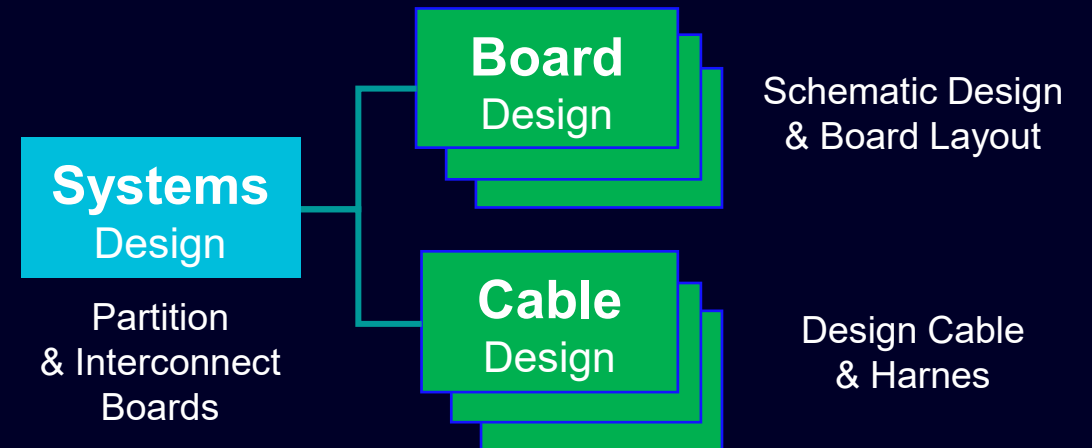 Board
Design
Schematic Design
& Board Layout
Systems
Design
Partition
& Interconnect
Boards
Cable
Design
Design Cable
& Harnes